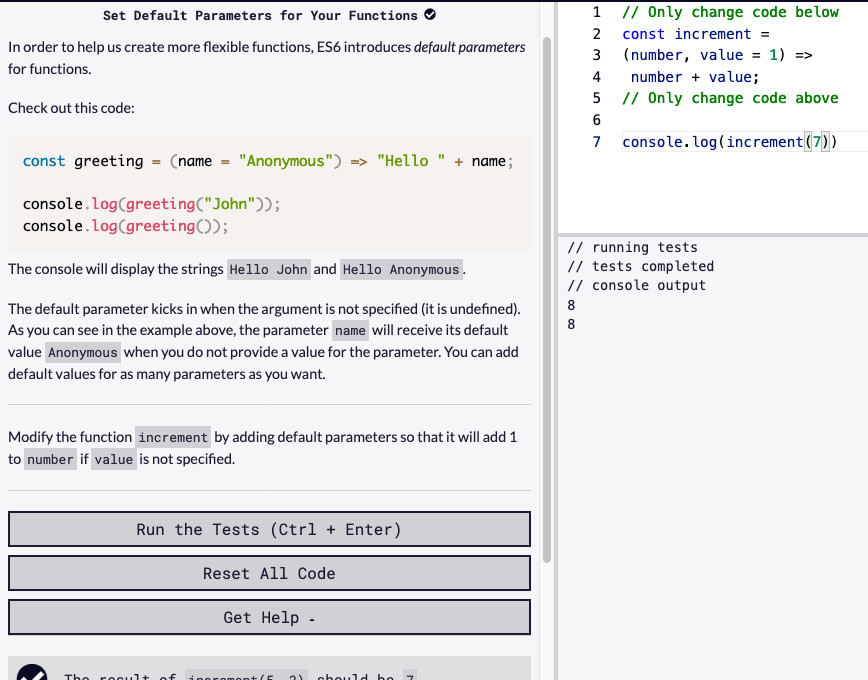 Set Default Parameters for Your Functions
In order to help us create more flexible functions, ES6 introduces default parameters
for functions.
Check out this code:
const greeting = (name = "Anonymous") => "Hello " + name;
console.log(greeting("John"));
console.log(greeting());
The console will display the strings Hello John and Hello Anonymous.
The default parameter kicks in when the argument is not specified (it is undefined).
As you can see in the example above, the parameter name will receive its default
value Anonymous when you do not provide a value for the parameter. You can add
default values for as many parameters as you want.
Modify the function increment by adding default parameters so that it will add 1
to number if value is not specified.
Run the Tests (Ctrl + Enter)
Reset All Code
Get Help
The result of increment(5, 2) should be 7
1 // Only change code below
2 const increment =
3 (number, value = 1) =>
4  number + value;
5 // Only change code above
6
7 console.log(increment(7))
// running tests
// tests completed
// console output
8
8